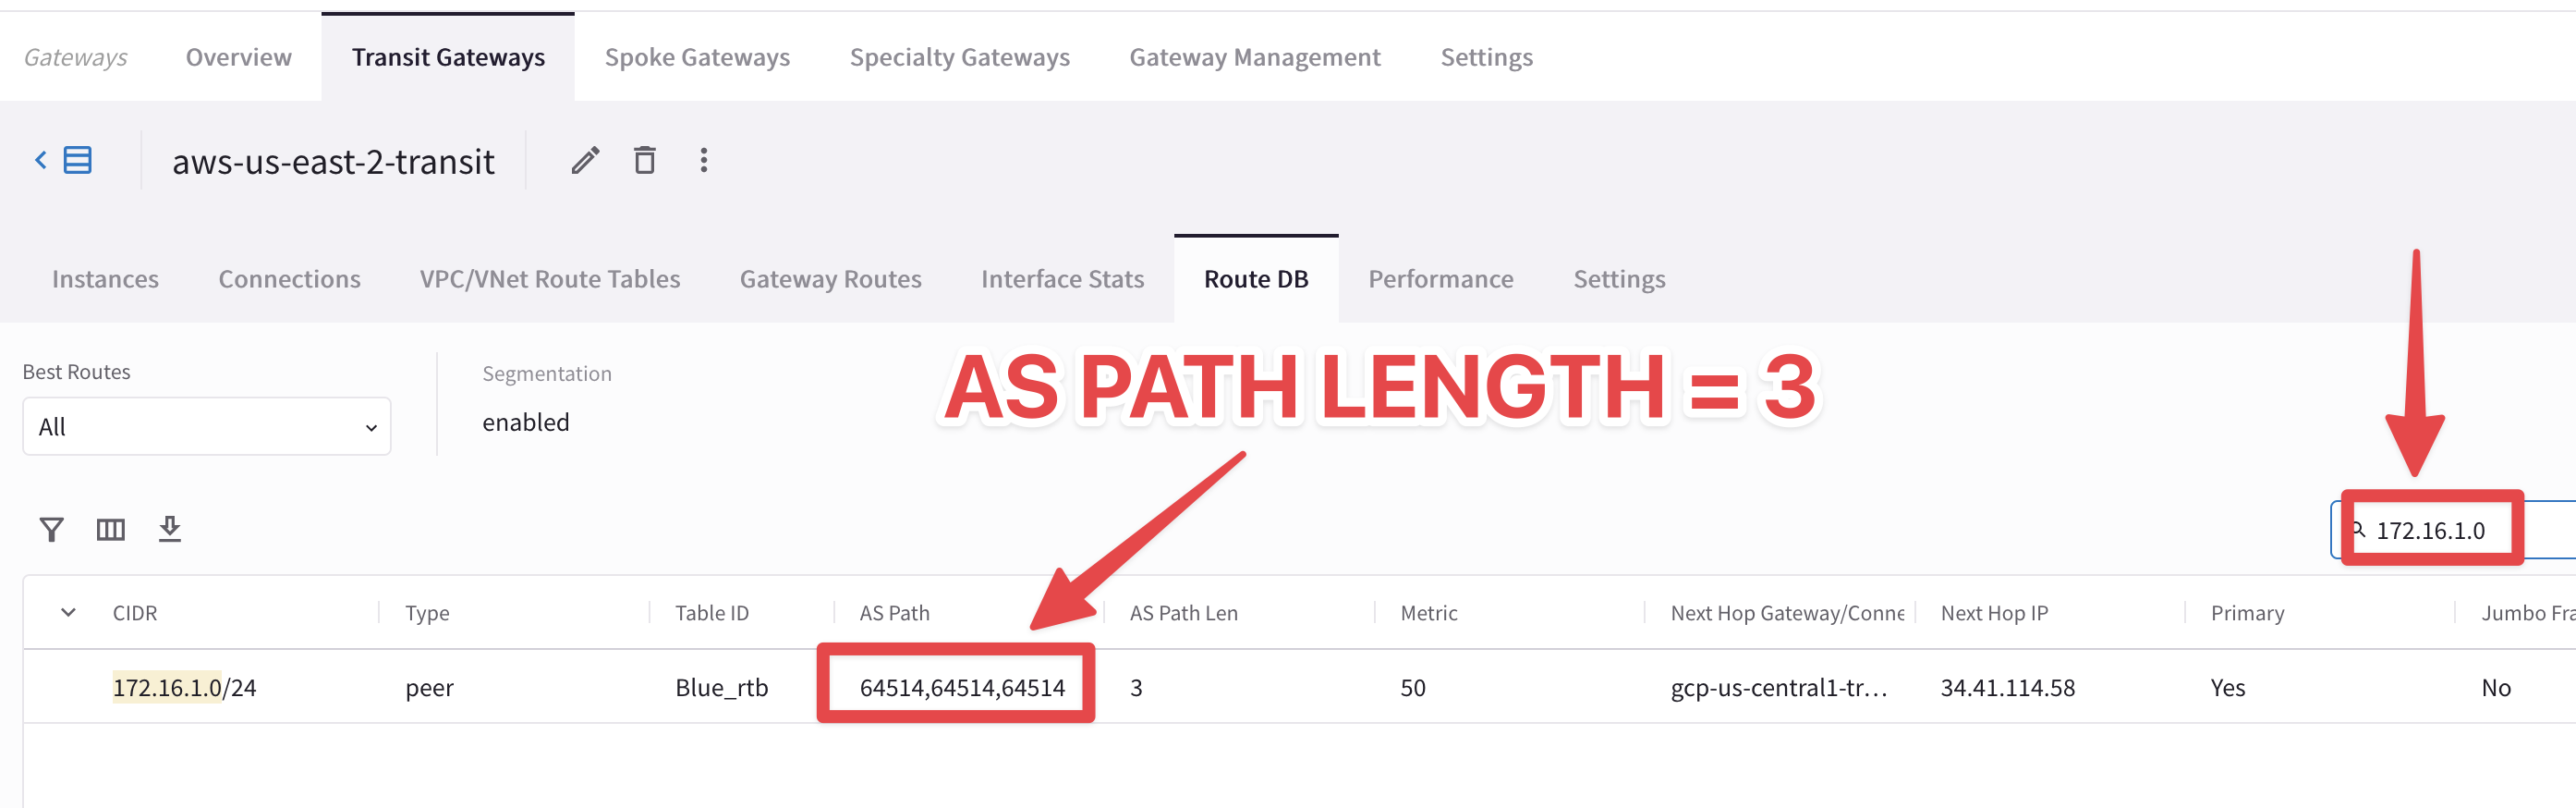 Gateways Overview Transit Gateways Spoke Gateways Specialty Gateways Gateway Management Settings
aws-us-east-2-transit
Instances Connections VPC/VNet Route Tables Gateway Routes Interface Stats Route DB Performance Settings
Best Routes Segmentation
All enabled
AS PATH LENGTH = 3
172.16.1.0
CIDR Type Table ID AS Path AS Path Len Metric Next Hop Gateway/Conne Next Hop IP Primary Jumbo Fra
172.16.1.0/24 peer Blue_rtb 64514,64514,64514 3 50 gcp-us-central1-tr... 34.41.114.58 Yes No